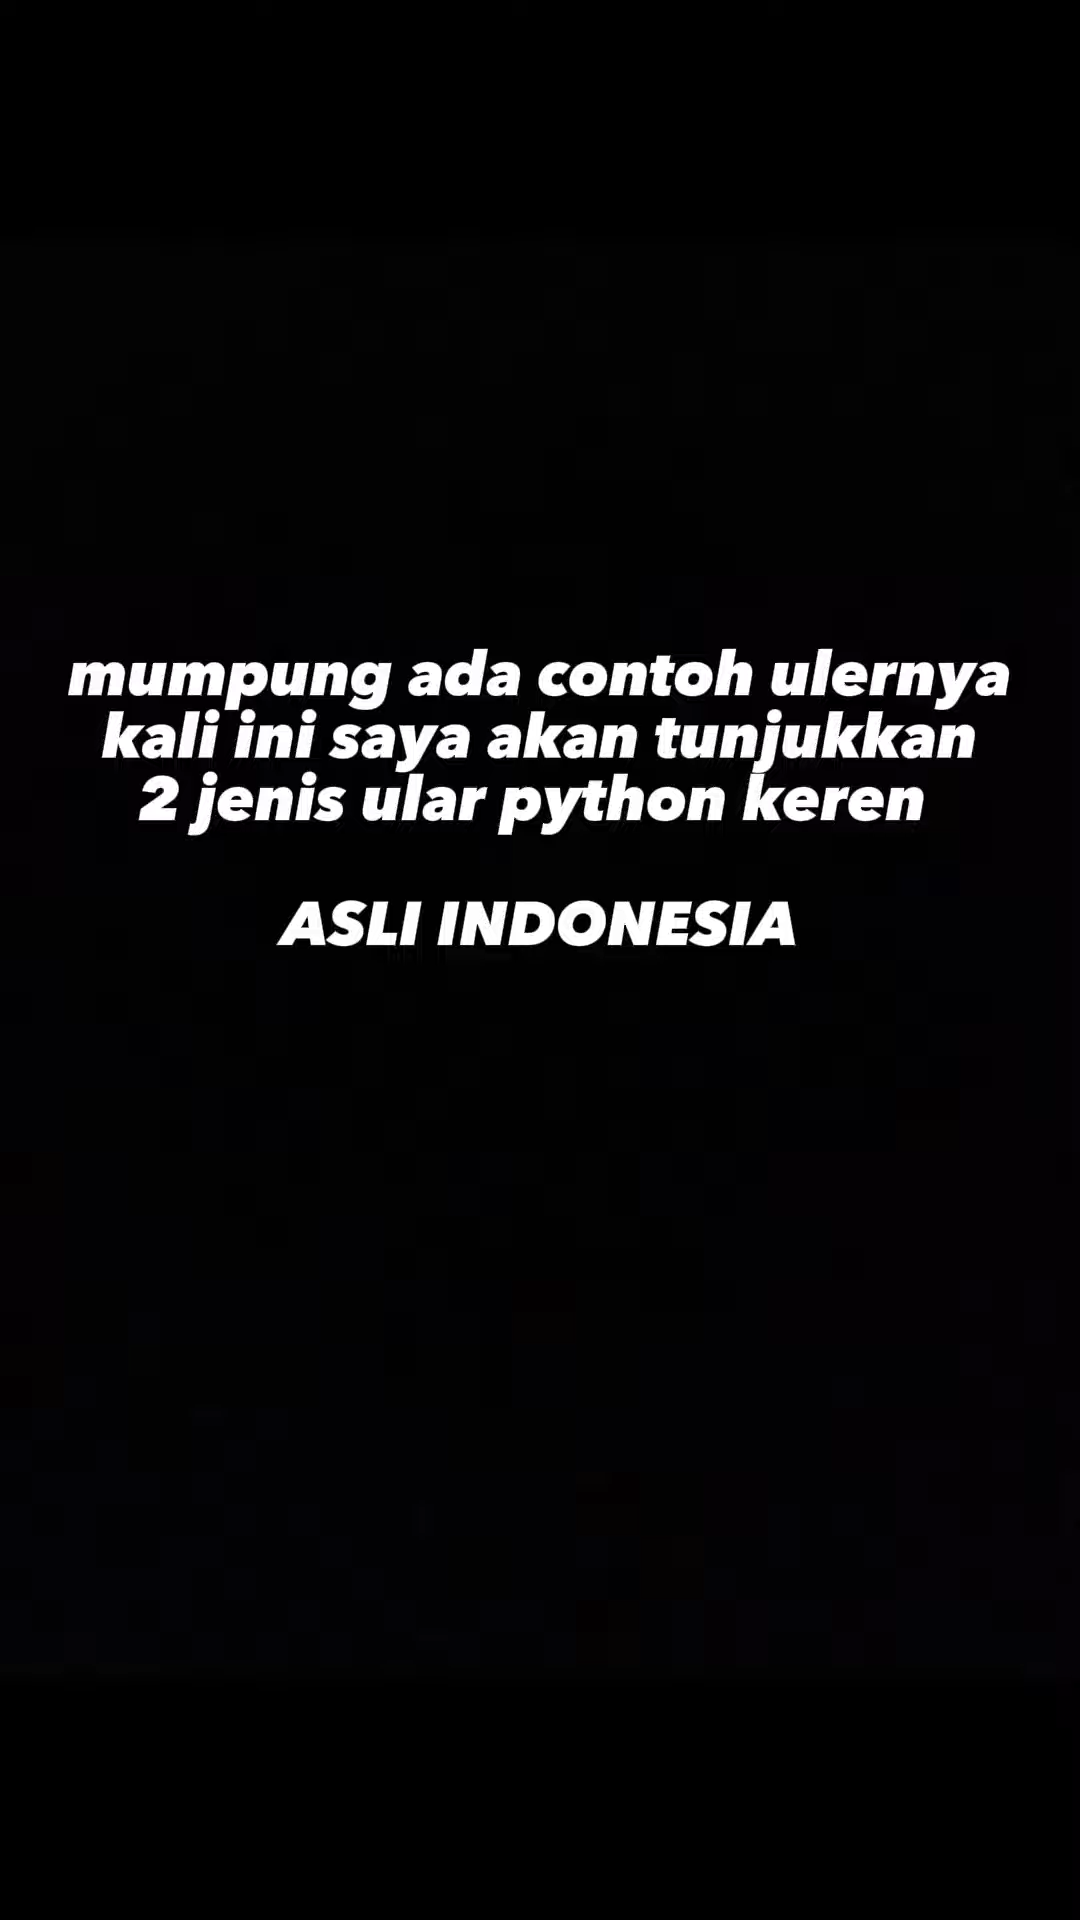 mumpung ada contoh ulernya
kali ini saya akan tunjukkan
2 jenis ular python keren
ASLI INDONESIA